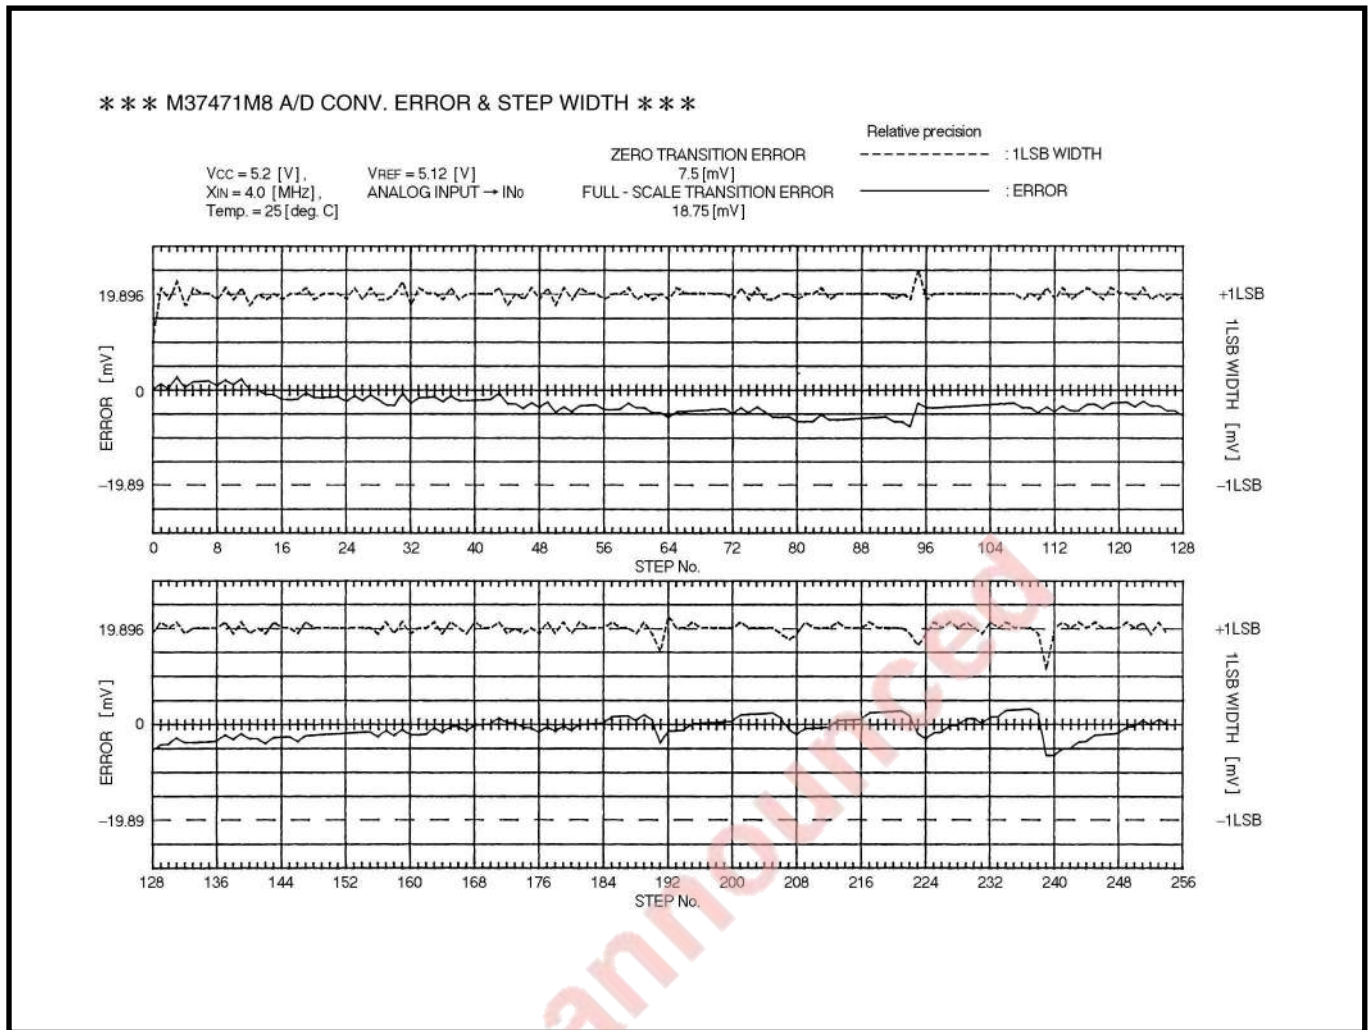 *** M37471M8 A/D CONV. ERROR & STEP WIDTH ***
Relative precision
VCC = 5.2 [V],
XIN = 4.0 [MHZ],
Temp. = 25 [deg. C]
VREF = 5.12 [V]
ANALOG INPUT → IN0
ZERO TRANSITION ERROR
7.5 [mV]
FULL - SCALE TRANSITION ERROR
18.75 [mV]
: 1LSB WIDTH
: ERROR
ERROR [mV]
19.896
0
–19.89
+1LSB
1LSB WIDTH [mV]
–1LSB
0 8 16 24 32 40 48 56 64 72 80 88 96 104 112 120 128
STEP No.
ERROR [mV]
19.896
0
–19.89
+1LSB
1LSB WIDTH [mV]
–1LSB
128 136 144 152 160 168 176 184 192 200 208 216 224 232 240 248 256
STEP No.
announced